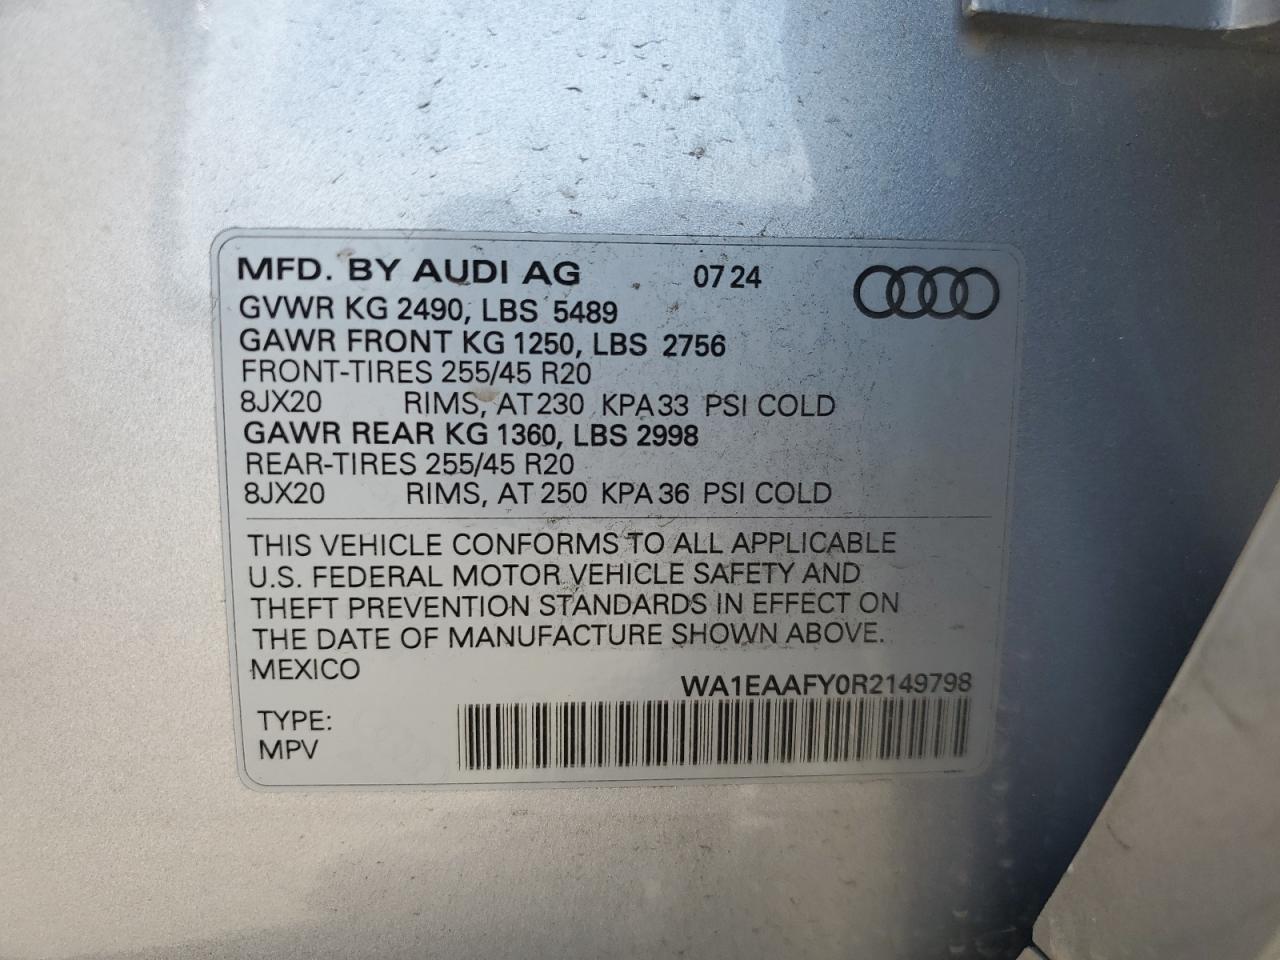 MFD. BY AUDI AG 07 24
GVWR KG 2490, LBS 5489
GAWR FRONT KG 1250, LBS 2756
FRONT-TIRES 255/45 R20
8JX20 RIMS, AT 230 KPA 33 PSI COLD
GAWR REAR KG 1360, LBS 2998
REAR-TIRES 255/45 R20
8JX20 RIMS, AT 250 KPA 36 PSI COLD
THIS VEHICLE CONFORMS TO ALL APPLICABLE
U.S. FEDERAL MOTOR VEHICLE SAFETY AND
THEFT PREVENTION STANDARDS IN EFFECT ON
THE DATE OF MANUFACTURE SHOWN ABOVE.
MEXICO
WA1EAAFY0R2149798
TYPE:
MPV